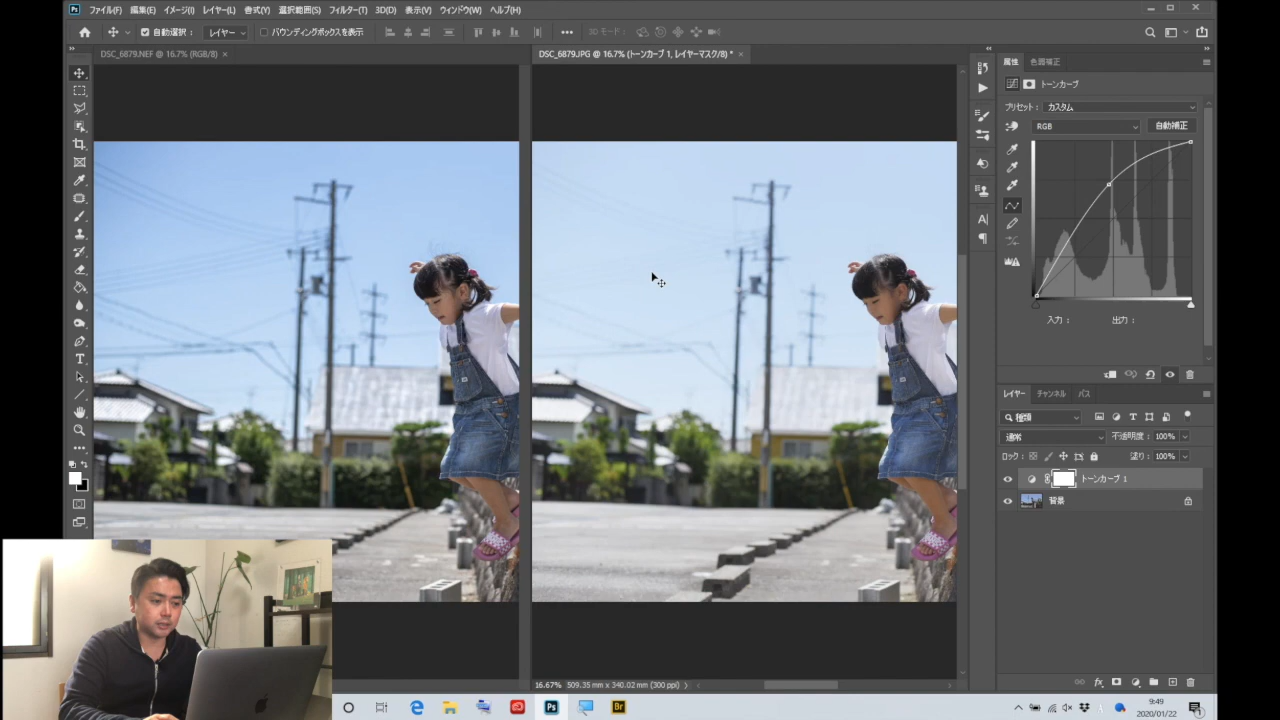 Ps ファイル(F) 編集(E) イメージ(I) レイヤー(L) 書式(Y) 選択範囲(S) フィルター(T) 3D(D) 表示(V) ウィンドウ(W) ヘルプ(H)
自動選択： レイヤー バウンディングボックスを表示 3D モード：
DSC_6879.NEF @ 16.7% (RGB/8) ×
DSC_6879.JPG @ 16.7% (トーンカーブ 1, レイヤーマスク/8) * ×
属性 色調補正
トーンカーブ
プリセット： カスタム
RGB 自動補正
入力： 出力：
レイヤー チャンネル パス
種類
通常 不透明度： 100%
ロック： 塗り： 100%
トーンカーブ 1
背景
16.67% 509.35 mm x 340.02 mm (300 ppi)
Ps Br
9:49
2020/01/22